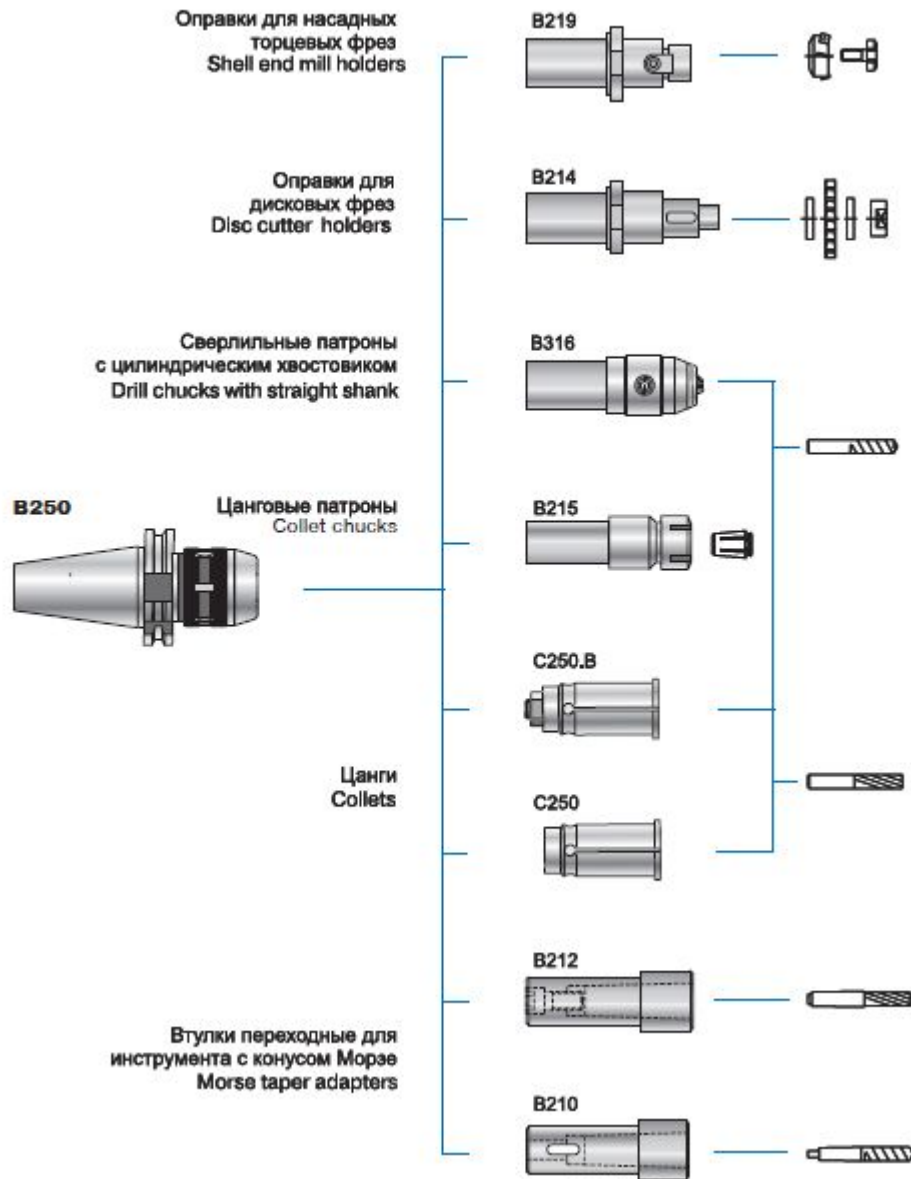 Оправки для насадных
торцевых фрез
Shell end mill holders
B219
Оправки для
дисковых фрез
Disc cutter holders
B214
Сверлильные патроны
с цилиндрическим хвостовиком
Drill chucks with straight shank
B316
B250
Цанговые патроны
Collet chucks
B215
C250.B
Цанги
Collets
C250
B212
Втулки переходные для
инструмента с конусом Морзе
Morse taper adapters
B210